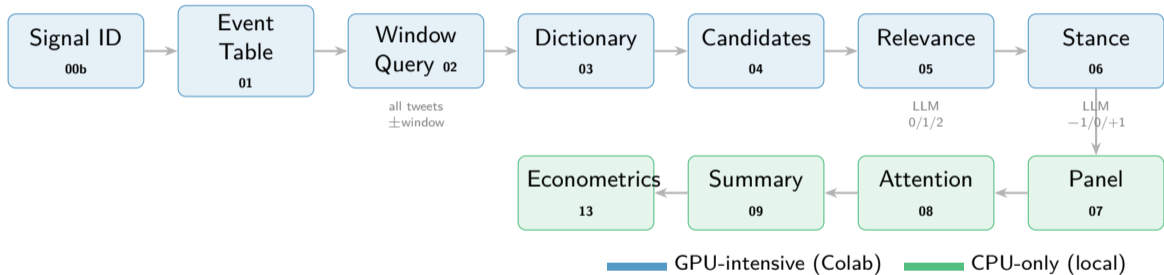 Signal ID
00b
Event
Table
01
Window
Query 02
Dictionary
03
Candidates
04
Relevance
05
Stance
06
all tweets
±window
LLM
0/1/2
LLM
−1/0/+1
Econometrics
13
Summary
09
Attention
08
Panel
07
GPU-intensive (Colab)
CPU-only (local)